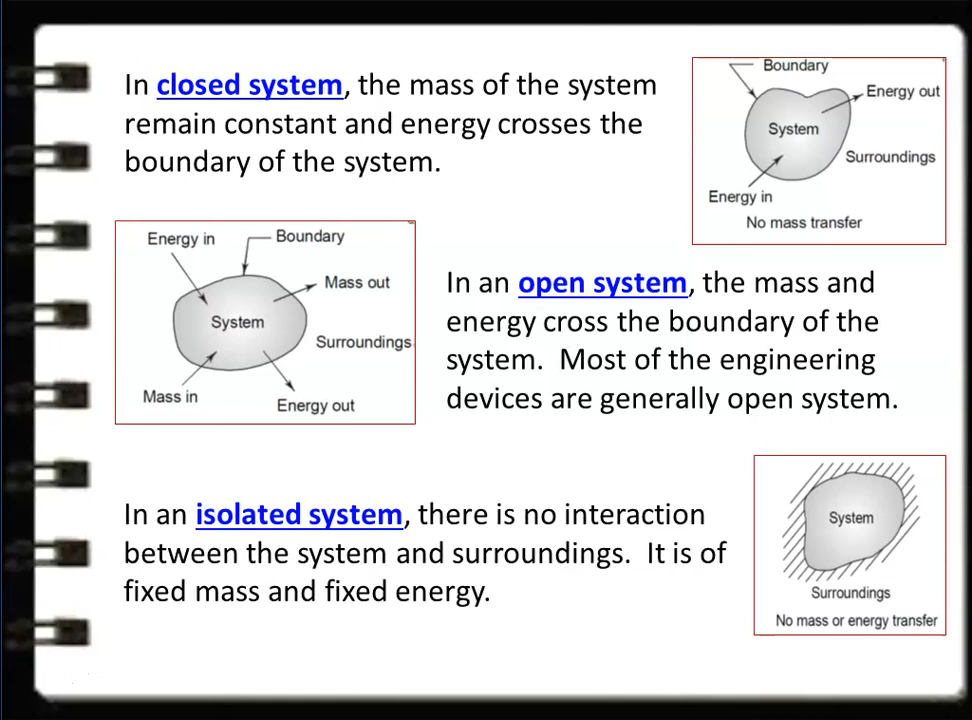 In closed system, the mass of the system
remain constant and energy crosses the
boundary of the system.
Boundary
Energy out
System
Surroundings
Energy in
No mass transfer
Energy in
Boundary
Mass out
System
Surroundings
Mass in
Energy out
In an open system, the mass and
energy cross the boundary of the
system. Most of the engineering
devices are generally open system.
In an isolated system, there is no interaction
between the system and surroundings. It is of
fixed mass and fixed energy.
System
Surroundings
No mass or energy transfer